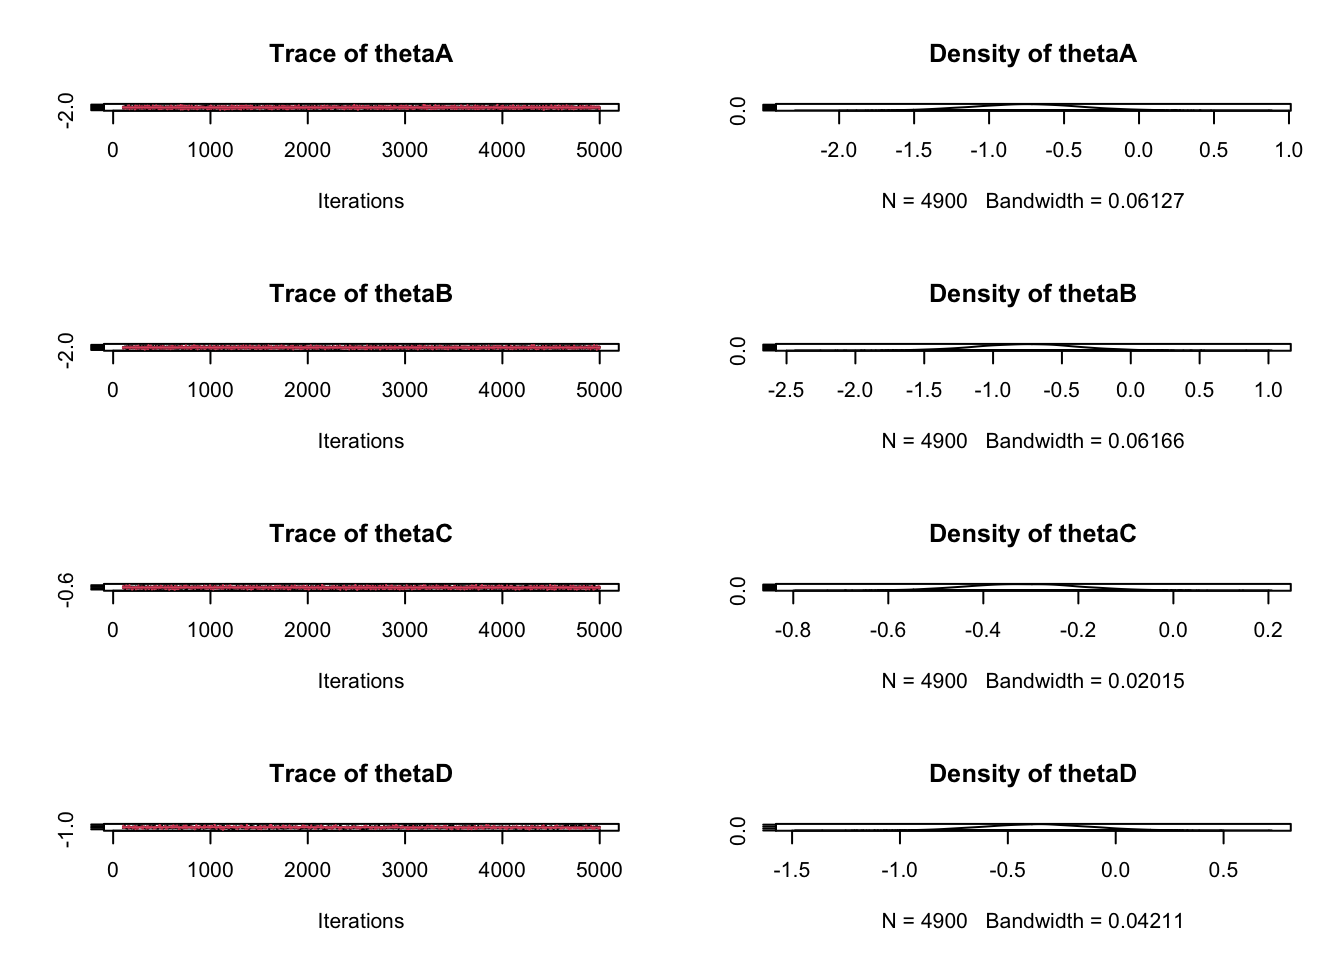 Trace of thetaA
-2.0
0 1000 2000 3000 4000 5000
Iterations
Density of thetaA
0.0
-2.0 -1.5 -1.0 -0.5 0.0 0.5 1.0
N = 4900 Bandwidth = 0.06127
Trace of thetaB
-2.0
0 1000 2000 3000 4000 5000
Iterations
Density of thetaB
0.0
-2.5 -2.0 -1.5 -1.0 -0.5 0.0 0.5 1.0
N = 4900 Bandwidth = 0.06166
Trace of thetaC
-0.6
0 1000 2000 3000 4000 5000
Iterations
Density of thetaC
0.0
-0.8 -0.6 -0.4 -0.2 0.0 0.2
N = 4900 Bandwidth = 0.02015
Trace of thetaD
-1.0
0 1000 2000 3000 4000 5000
Iterations
Density of thetaD
0.0
-1.5 -1.0 -0.5 0.0 0.5
N = 4900 Bandwidth = 0.04211